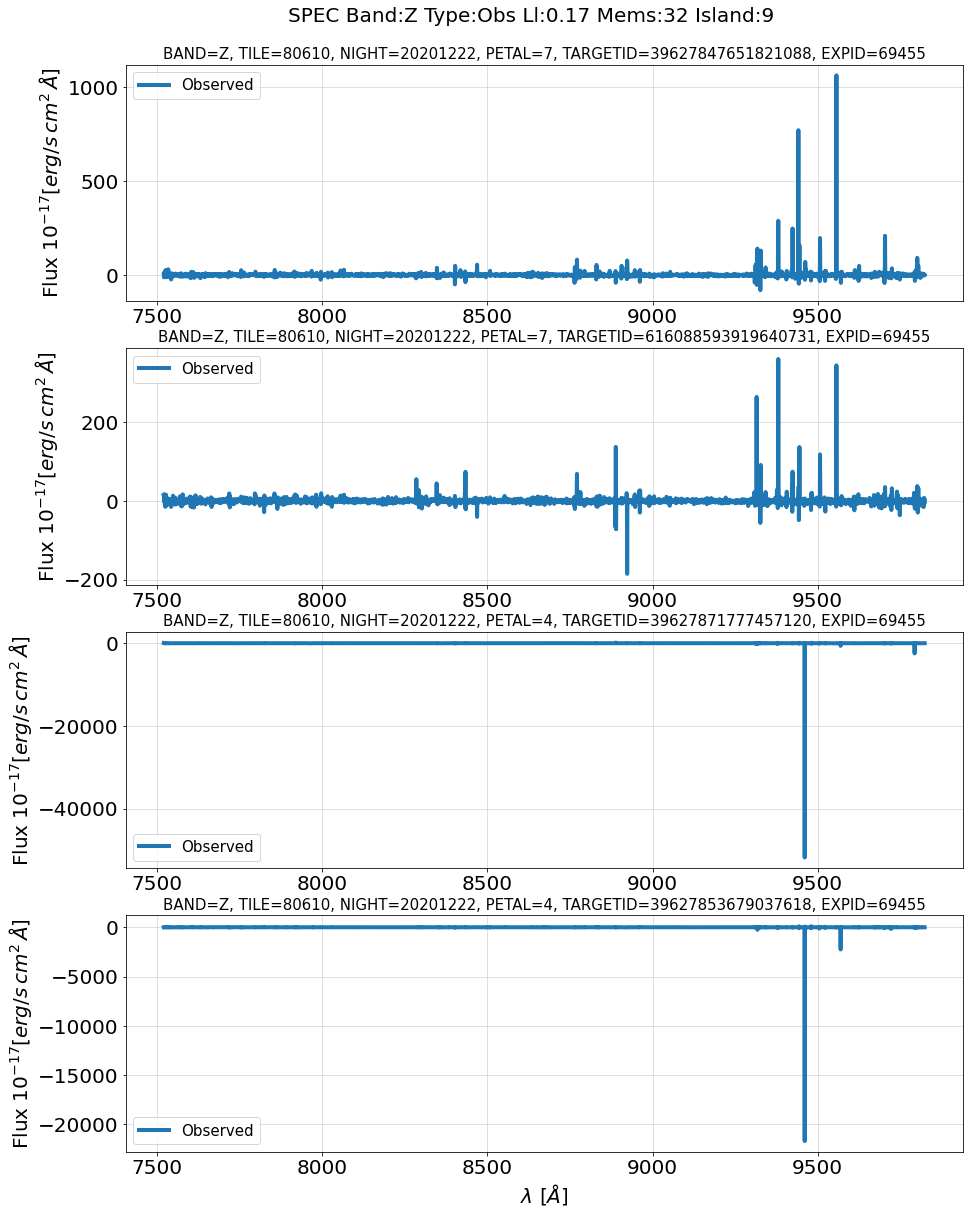 SPEC Band:Z Type:Obs Ll:0.17 Mems:32 Island:9
BAND=Z, TILE=80610, NIGHT=20201222, PETAL=7, TARGETID=39627847651821088, EXPID=69455
Observed
Flux 10^{-17}[erg/s cm^2 Å]
1000
500
0
7500 8000 8500 9000 9500
BAND=Z, TILE=80610, NIGHT=20201222, PETAL=7, TARGETID=616088593919640731, EXPID=69455
Observed
Flux 10^{-17}[erg/s cm^2 Å]
200
0
−200
7500 8000 8500 9000 9500
BAND=Z, TILE=80610, NIGHT=20201222, PETAL=4, TARGETID=39627871777457120, EXPID=69455
Flux 10^{-17}[erg/s cm^2 Å]
0
−20000
−40000
Observed
7500 8000 8500 9000 9500
BAND=Z, TILE=80610, NIGHT=20201222, PETAL=4, TARGETID=39627853679037618, EXPID=69455
Flux 10^{-17}[erg/s cm^2 Å]
0
−5000
−10000
−15000
−20000
Observed
7500 8000 8500 9000 9500
λ [Å]